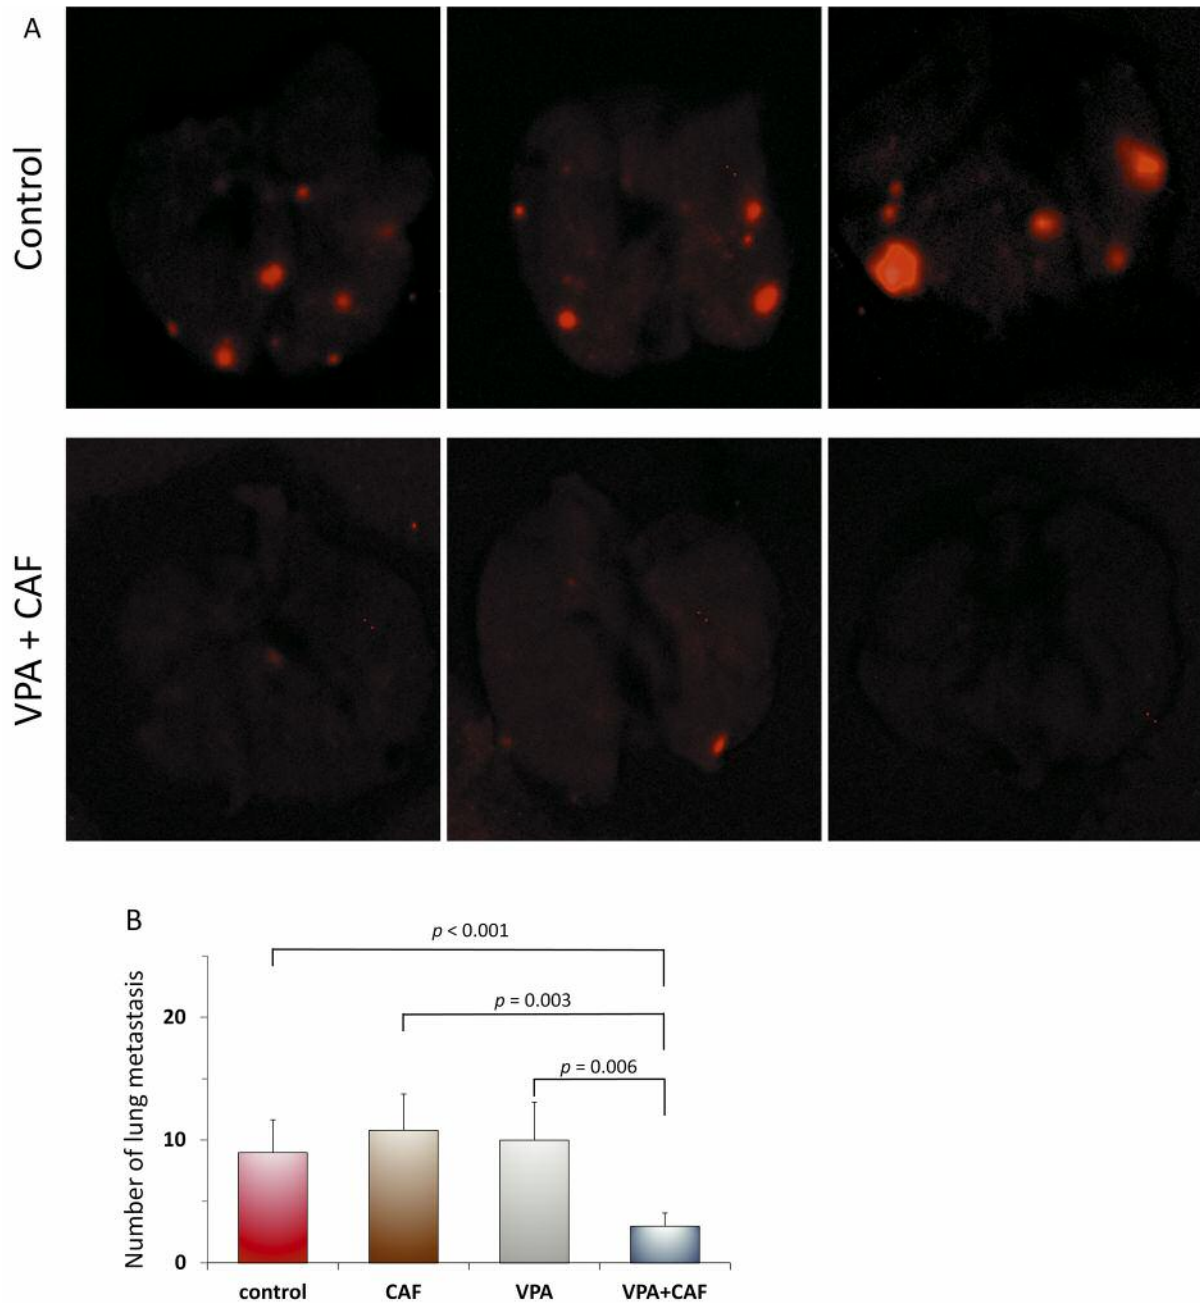 A
Control
VPA + CAF
B
p < 0.001
p = 0.003
p = 0.006
Number of lung metastasis
20
10
0
control CAF VPA VPA+CAF